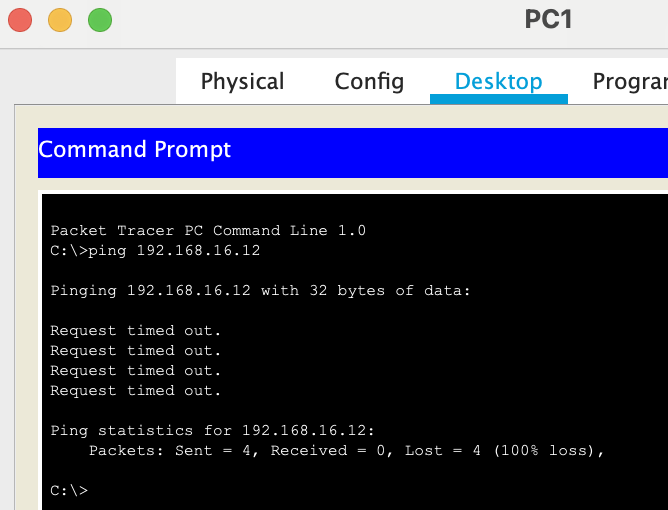 PC1
Physical Config Desktop Program
Command Prompt
Packet Tracer PC Command Line 1.0
C:\>ping 192.168.16.12
Pinging 192.168.16.12 with 32 bytes of data:
Request timed out.
Request timed out.
Request timed out.
Request timed out.
Ping statistics for 192.168.16.12:
Packets: Sent = 4, Received = 0, Lost = 4 (100% loss),
C:\>